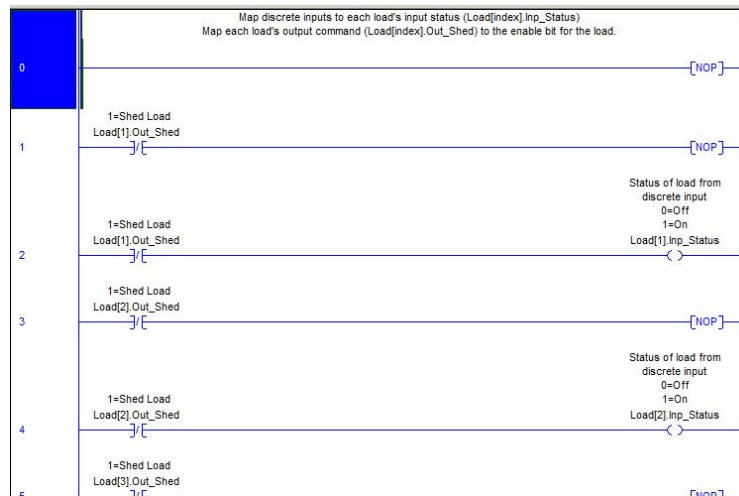 Map discrete inputs to each load's input status (Load[index].Inp_Status)
Map each load's output command (Load[index].Out_Shed) to the enable bit for the load.
0
NOP
1=Shed Load
Load[1].Out_Shed
1
NOP
Status of load from
discrete input
0=Off
1=On
1=Shed Load
Load[1].Out_Shed
Load[1].Inp_Status
2
1=Shed Load
Load[2].Out_Shed
3
NOP
Status of load from
discrete input
0=Off
1=On
1=Shed Load
Load[2].Out_Shed
Load[2].Inp_Status
4
1=Shed Load
Load[3].Out_Shed
5
NOP